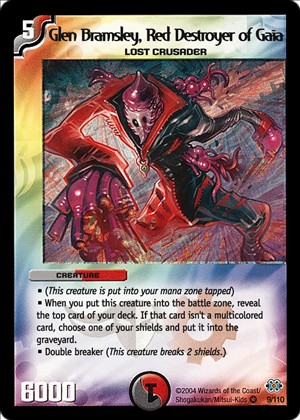 5
Glen Bramsley, Red Destroyer of Gaia
LOST CRUSADER
CREATURE
• (This creature is put into your mana zone tapped)
• When you put this creature into the battle zone, reveal
the top card of your deck. If that card isn't a multicolored
card, choose one of your shields and put it into the
graveyard.
• Double breaker (This creature breaks 2 shields.)
6000
1
©2004 Wizards of the Coast/
Shogakukan/Mitsui-Kids
9/110